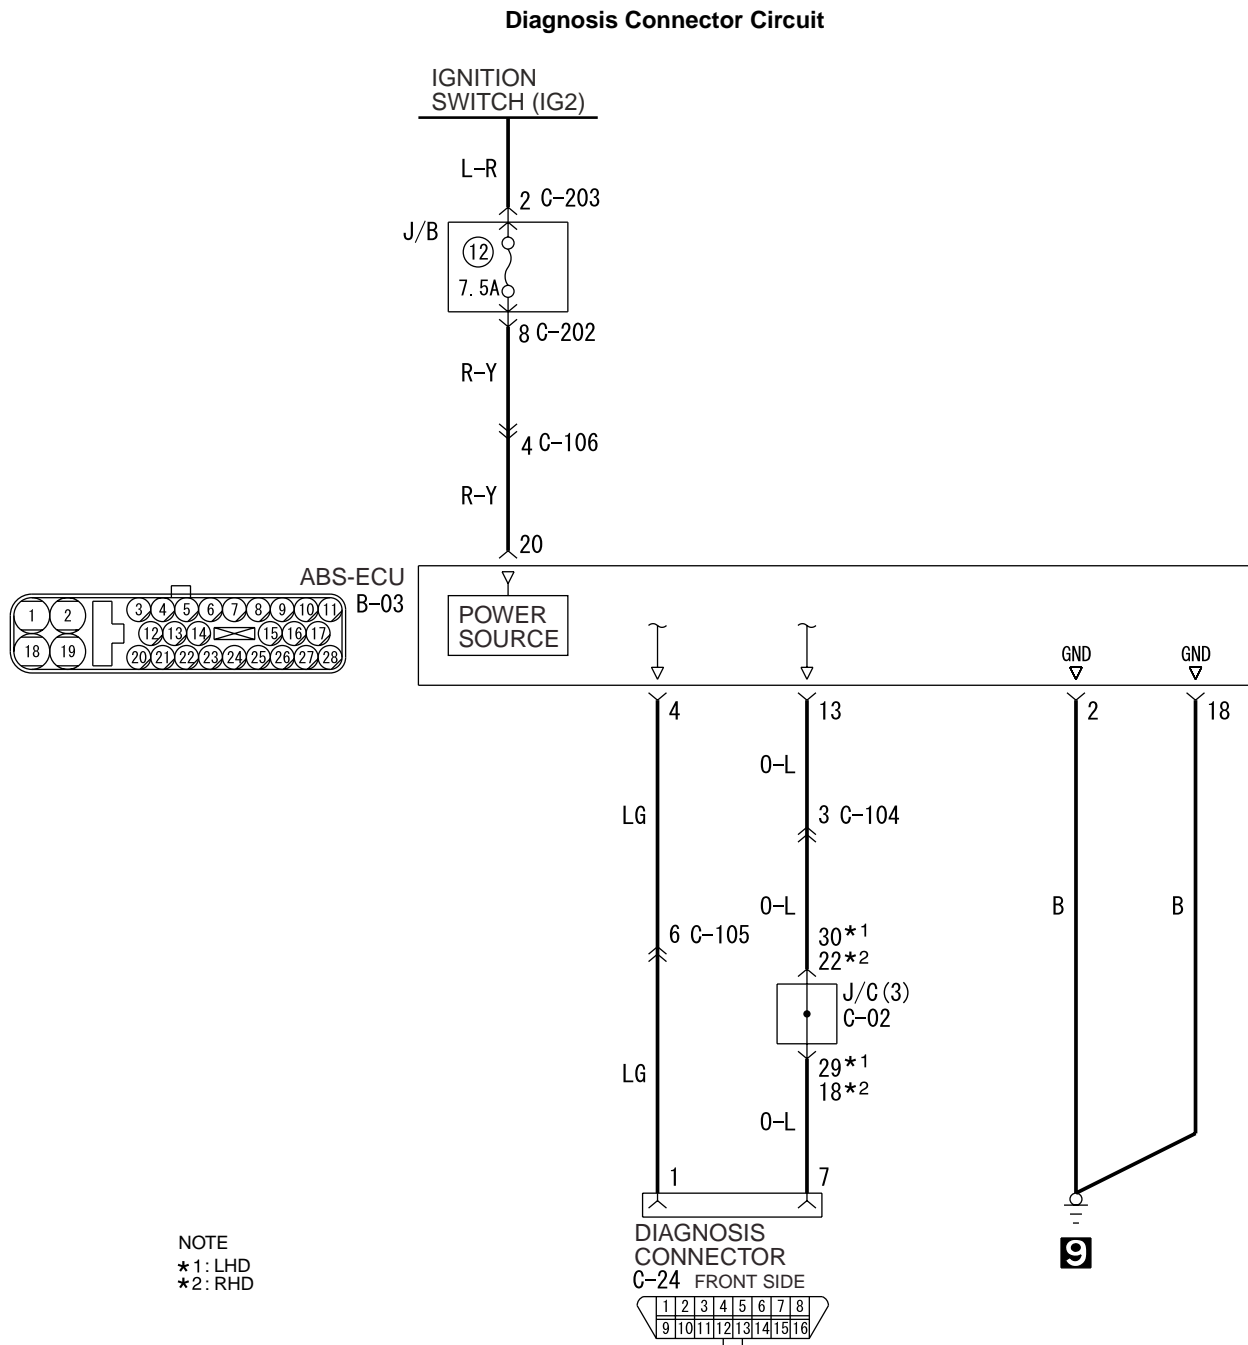 Diagnosis Connector Circuit
IGNITION
SWITCH (IG2)
L-R
2 C-203
J/B
12
7.5A
8 C-202
R-Y
4 C-106
R-Y
20
ABS-ECU
B-03
1 2 3 4 5 6 7 8 9 10 11
12 13 14 15 16 17
18 19 20 21 22 23 24 25 26 27 28
POWER
SOURCE
GND GND
4 13 2 18
O-L
LG 3 C-104
O-L B B
6 C-105 30*1
22*2
J/C(3)
C-02
LG 29*1
18*2
O-L
1 7
DIAGNOSIS
CONNECTOR
C-24 FRONT SIDE
1 2 3 4 5 6 7 8
9 10 11 12 13 14 15 16
9
NOTE
*1: LHD
*2: RHD